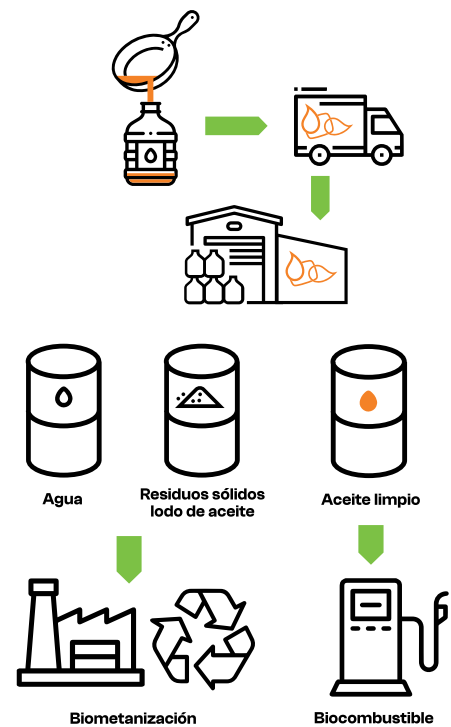 Agua
Residuos sólidos
lodo de aceite
Aceite limpio
Biometanización
Biocombustible